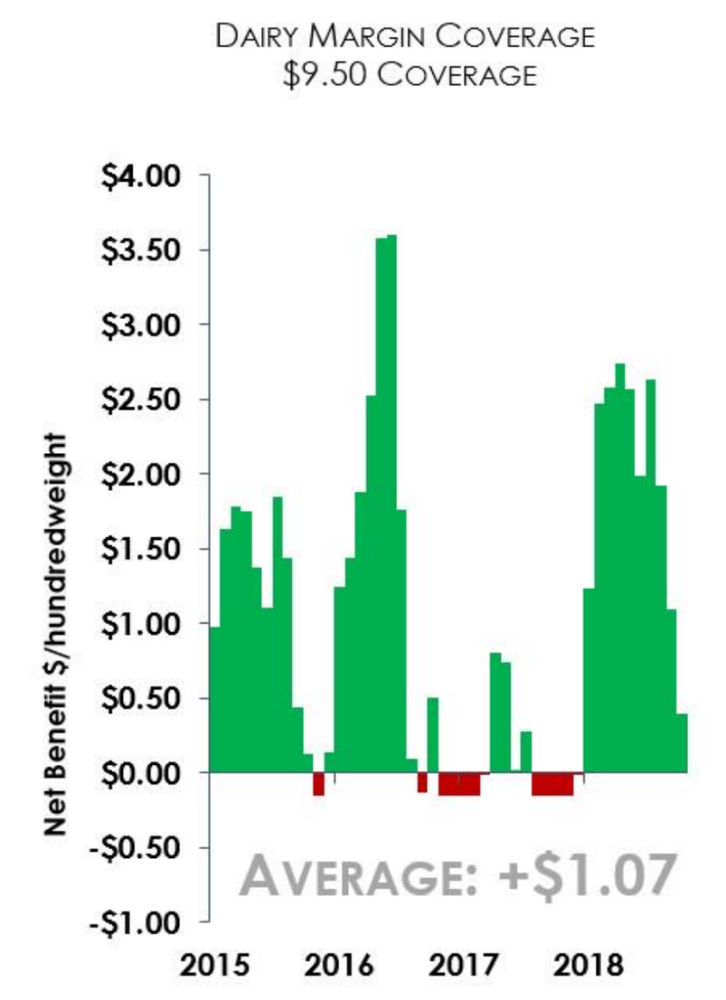 DAIRY MARGIN COVERAGE
$9.50 COVERAGE
$4.00
$3.50
$3.00
$2.50
$2.00
$1.50
$1.00
$0.50
$0.00
-$0.50
-$1.00
Net Benefit $/hundredweight
AVERAGE: +$1.07
2015 2016 2017 2018